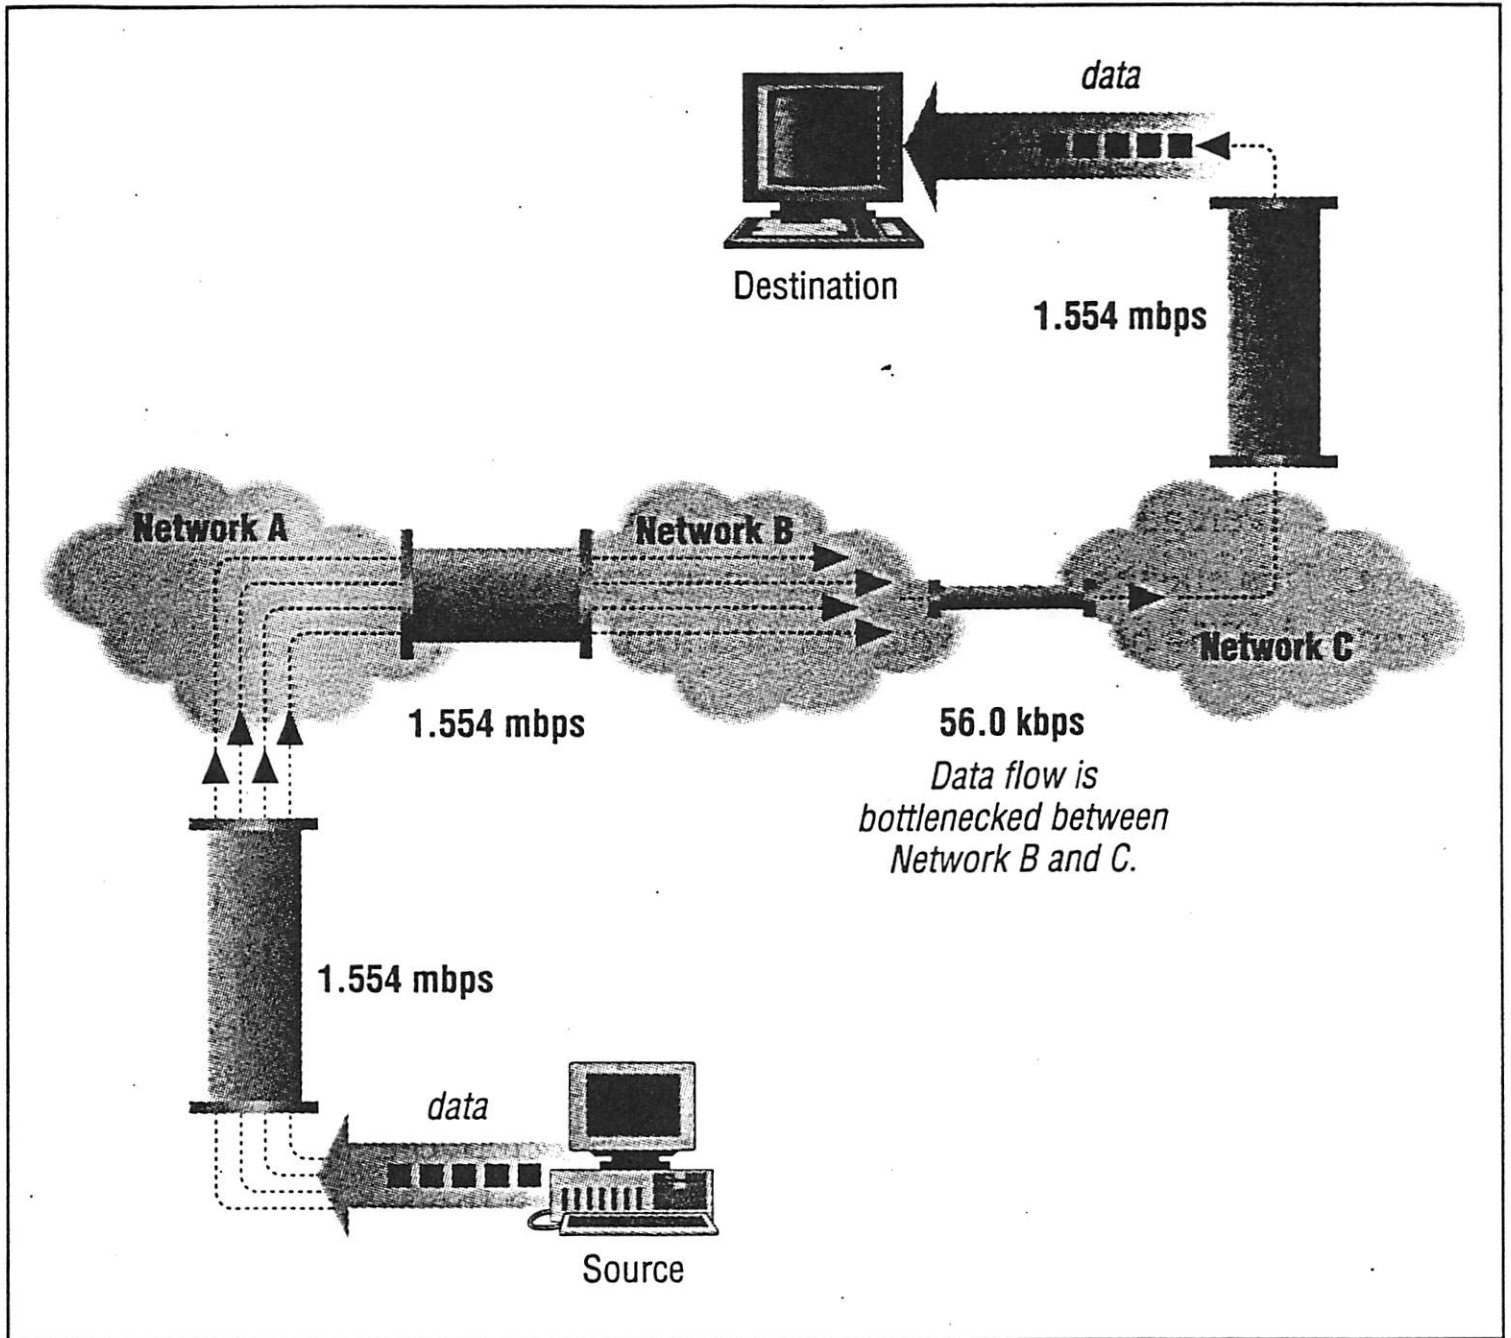 data
Destination
1.554 mbps
Network A
Network B
Network C
1.554 mbps
56.0 kbps
Data flow is
bottlenecked between
Network B and C.
1.554 mbps
data
Source